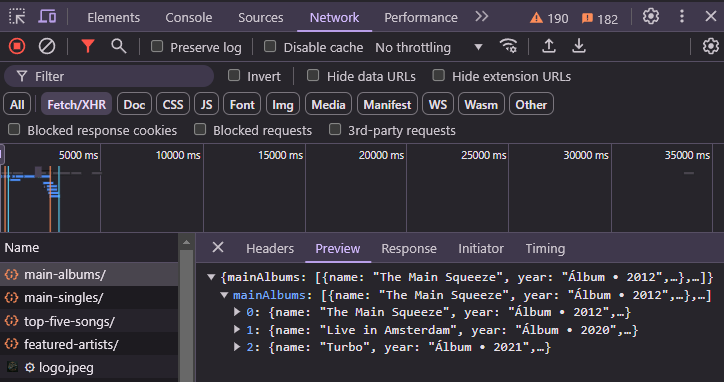 Elements Console Sources Network Performance 190 182
Preserve log Disable cache No throttling
Filter Invert Hide data URLs Hide extension URLs
All Fetch/XHR Doc CSS JS Font Img Media Manifest WS Wasm Other
Blocked response cookies Blocked requests 3rd-party requests
5000 ms 10000 ms 15000 ms 20000 ms 25000 ms 30000 ms 35000 ms
Name
main-albums/
main-singles/
top-five-songs/
featured-artists/
logo.jpeg
Headers Preview Response Initiator Timing
{mainAlbums: [{name: "The Main Squeeze", year: "Álbum • 2012",…},…]}
mainAlbums: [{name: "The Main Squeeze", year: "Álbum • 2012",…},…]
0: {name: "The Main Squeeze", year: "Álbum • 2012",…}
1: {name: "Live in Amsterdam", year: "Álbum • 2020",…}
2: {name: "Turbo", year: "Álbum • 2021",…}